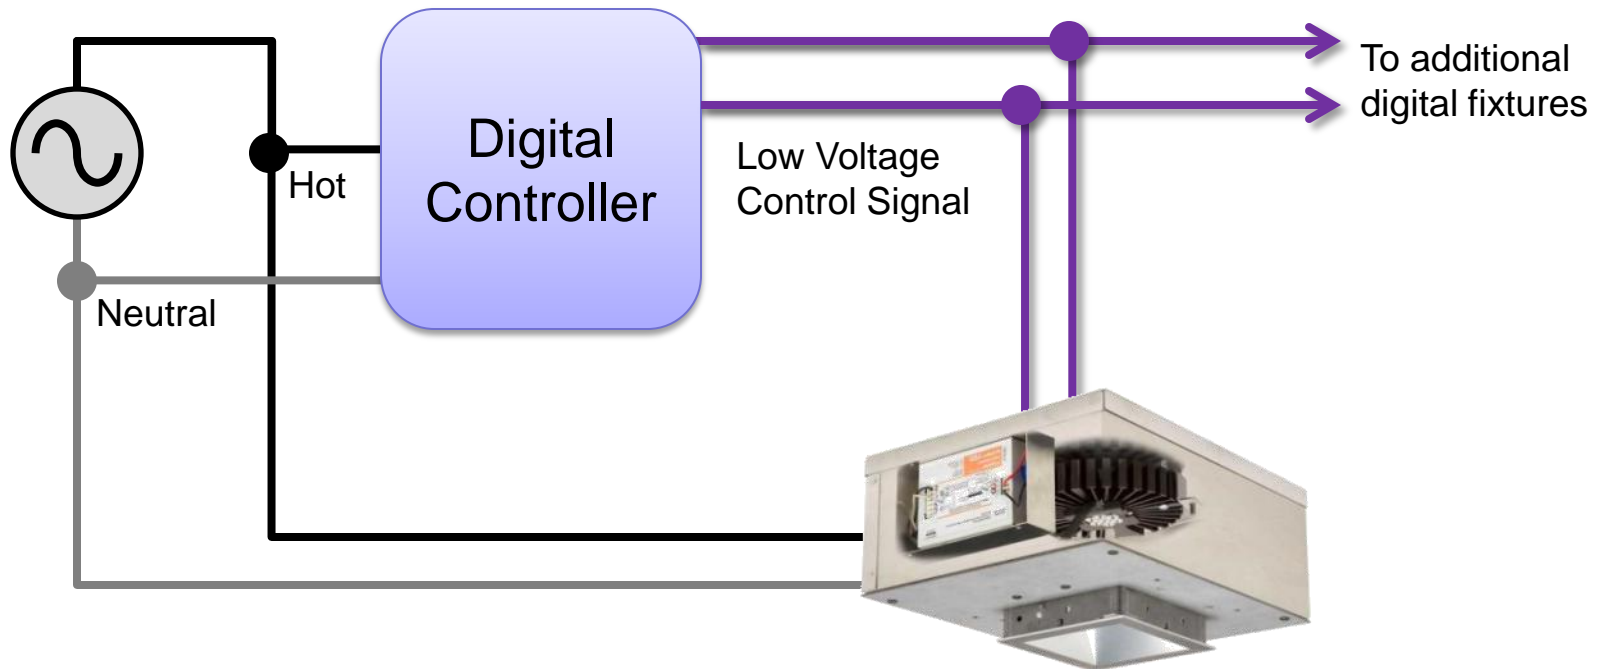 Digital
Controller
Hot
Neutral
Low Voltage
Control Signal
To additional
digital fixtures